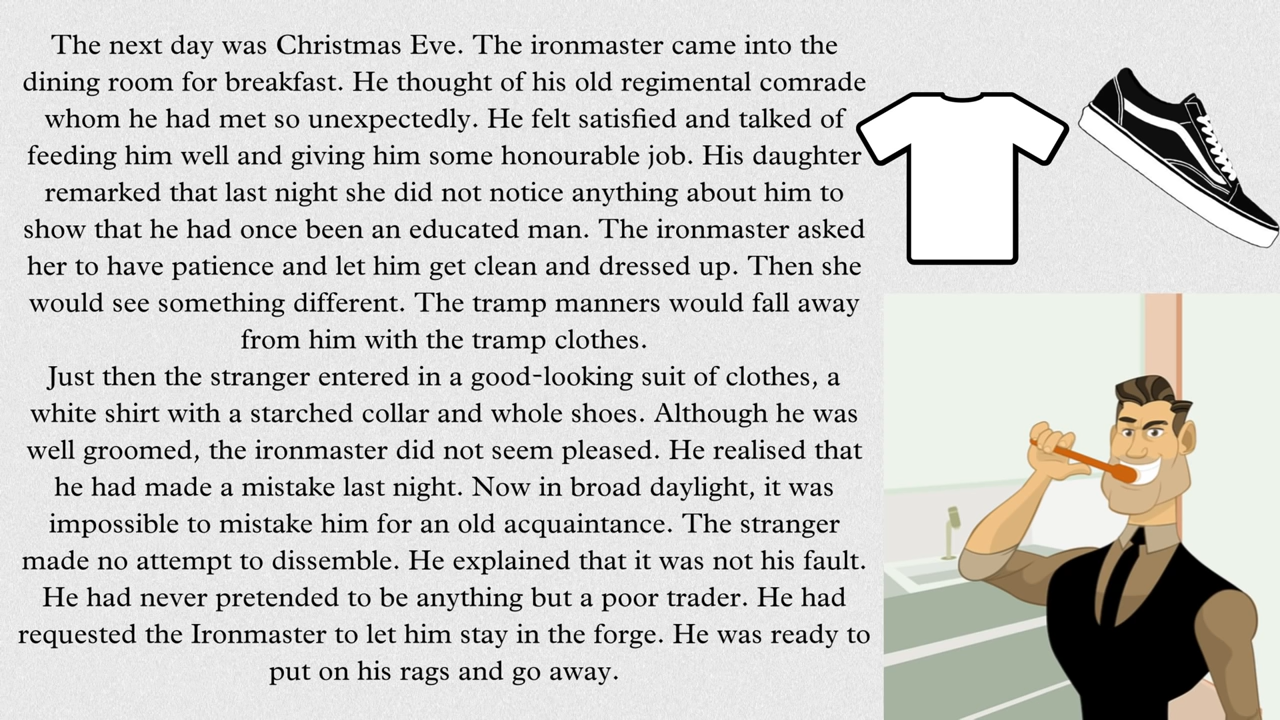 The next day was Christmas Eve. The ironmaster came into the
dining room for breakfast. He thought of his old regimental comrade
whom he had met so unexpectedly. He felt satisfied and talked of
feeding him well and giving him some honourable job. His daughter
remarked that last night she did not notice anything about him to
show that he had once been an educated man. The ironmaster asked
her to have patience and let him get clean and dressed up. Then she
would see something different. The tramp manners would fall away
from him with the tramp clothes.
Just then the stranger entered in a good-looking suit of clothes, a
white shirt with a starched collar and whole shoes. Although he was
well groomed, the ironmaster did not seem pleased. He realised that
he had made a mistake last night. Now in broad daylight, it was
impossible to mistake him for an old acquaintance. The stranger
made no attempt to dissemble. He explained that it was not his fault.
He had never pretended to be anything but a poor trader. He had
requested the Ironmaster to let him stay in the forge. He was ready to
put on his rags and go away.